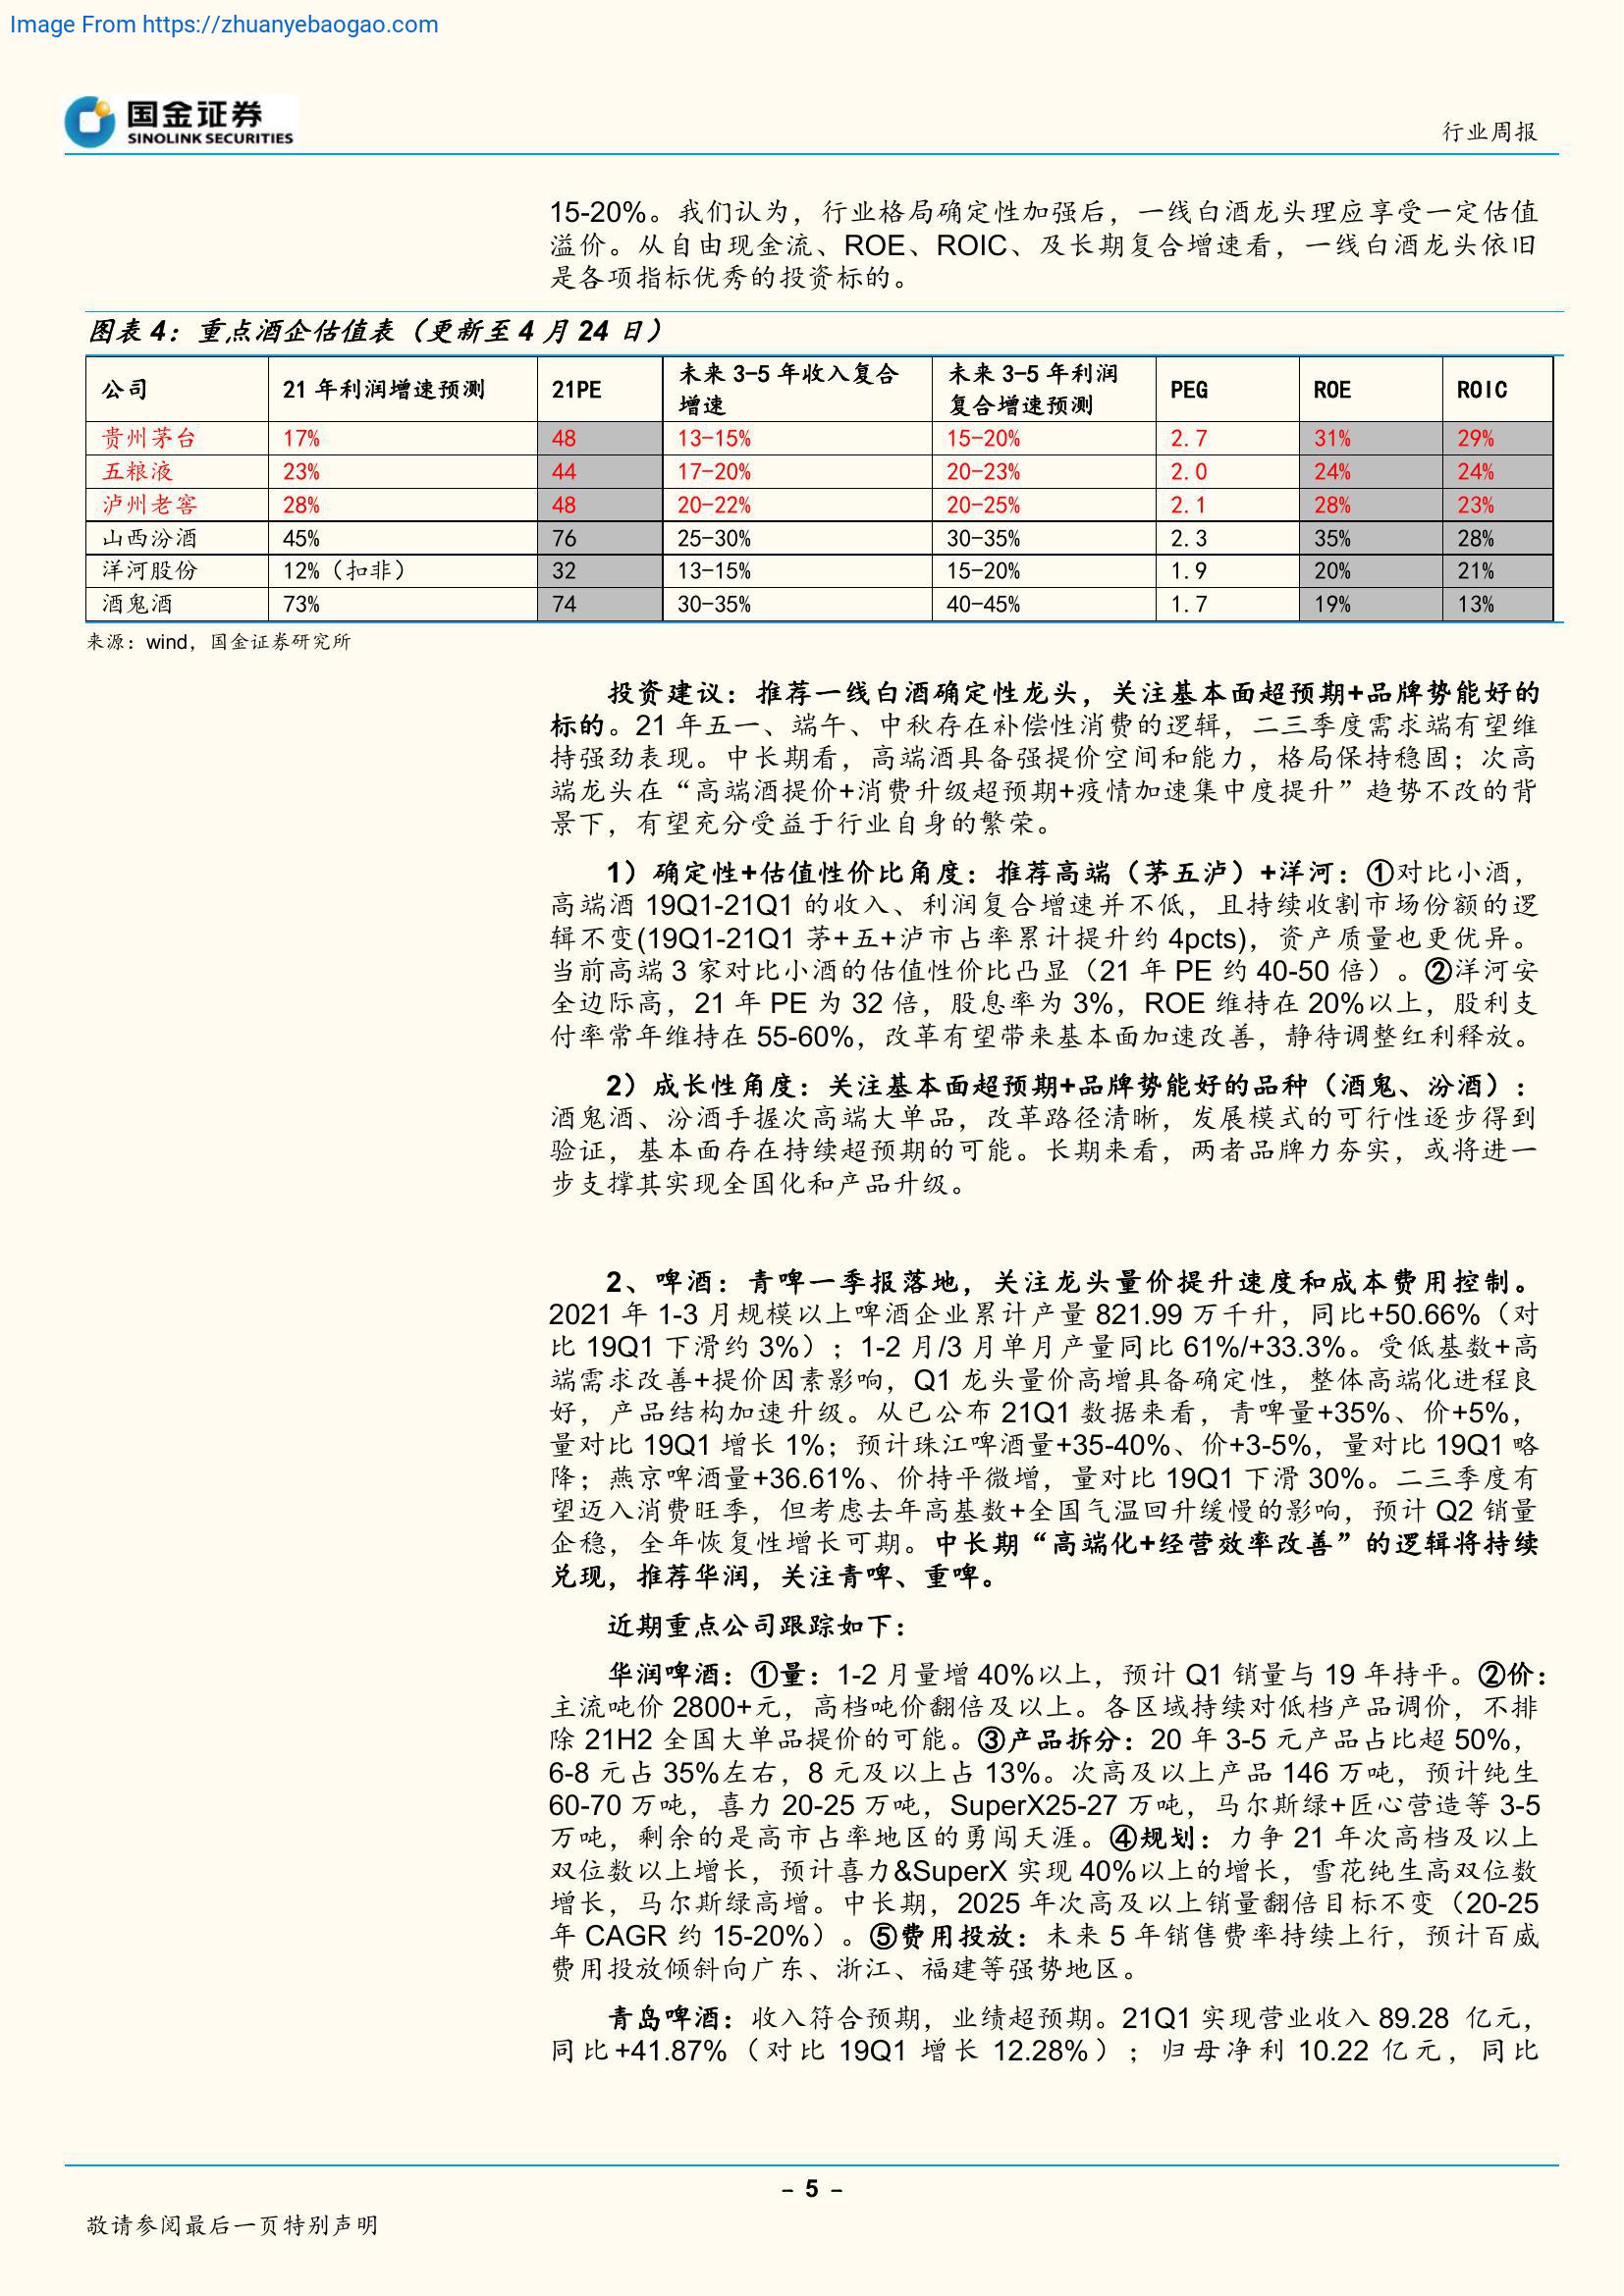 Image From https://zhuanyebaogao.com
国金证券
SINOLINK SECURITIES
行业周报
15-20%。我们认为，行业格局确定性加强后，一线白酒龙头理应享受一定估值
溢价。从自由现金流、ROE、ROIC、及长期复合增速看，一线白酒龙头依旧
是各项指标优秀的投资标的。
图表 4：重点酒企估值表（更新至 4 月 24 日）
公司 21 年利润增速预测 21PE 未来 3-5 年收入复合增速 未来 3-5 年利润复合增速预测 PEG ROE ROIC
贵州茅台 17% 48 13-15% 15-20% 2.7 31% 29%
五粮液 23% 44 17-20% 20-23% 2.0 24% 24%
泸州老窖 28% 48 20-22% 20-25% 2.1 28% 23%
山西汾酒 45% 76 25-30% 30-35% 2.3 35% 28%
洋河股份 12%（扣非） 32 13-15% 15-20% 1.9 20% 21%
酒鬼酒 73% 74 30-35% 40-45% 1.7 19% 13%
来源：wind，国金证券研究所
投资建议：推荐一线白酒确定性龙头，关注基本面超预期+品牌势能好的
标的。21 年五一、端午、中秋存在补偿性消费的逻辑，二三季度需求端有望维
持强劲表现。中长期看，高端酒具备强提价空间和能力，格局保持稳固；次高
端龙头在“高端酒提价+消费升级超预期+疫情加速集中度提升”趋势不改的背
景下，有望充分受益于行业自身的繁荣。
1）确定性+估值性价比角度：推荐高端（茅五泸）+洋河：①对比小酒，
高端酒 19Q1-21Q1 的收入、利润复合增速并不低，且持续收割市场份额的逻
辑不变(19Q1-21Q1 茅+五+泸市占率累计提升约 4pcts)，资产质量也更优异。
当前高端 3 家对比小酒的估值性价比凸显（21 年 PE 约 40-50 倍）。②洋河安
全边际高，21 年 PE 为 32 倍，股息率为 3%，ROE 维持在 20%以上，股利支
付率常年维持在 55-60%，改革有望带来基本面加速改善，静待调整红利释放。
2）成长性角度：关注基本面超预期+品牌势能好的品种（酒鬼、汾酒）：
酒鬼酒、汾酒手握次高端大单品，改革路径清晰，发展模式的可行性逐步得到
验证，基本面存在持续超预期的可能。长期来看，两者品牌力夯实，或将进一
步支撑其实现全国化和产品升级。
2、啤酒：青啤一季报落地，关注龙头量价提升速度和成本费用控制。
2021 年 1-3 月规模以上啤酒企业累计产量 821.99 万千升，同比+50.66%（对
比 19Q1 下滑约 3%）；1-2 月/3 月单月产量同比 61%/+33.3%。受低基数+高
端需求改善+提价因素影响，Q1 龙头量价高增具备确定性，整体高端化进程良
好，产品结构加速升级。从已公布 21Q1 数据来看，青啤量+35%、价+5%，
量对比 19Q1 增长 1%；预计珠江啤酒量+35-40%、价+3-5%，量对比 19Q1 略
降；燕京啤酒量+36.61%、价持平微增，量对比 19Q1 下滑 30%。二三季度有
望迈入消费旺季，但考虑去年高基数+全国气温回升缓慢的影响，预计 Q2 销量
企稳，全年恢复性增长可期。中长期“高端化+经营效率改善”的逻辑将持续
兑现，推荐华润，关注青啤、重啤。
近期重点公司跟踪如下：
华润啤酒：①量：1-2 月量增 40%以上，预计 Q1 销量与 19 年持平。②价：
主流吨价 2800+元，高档吨价翻倍及以上。各区域持续对低档产品调价，不排
除 21H2 全国大单品提价的可能。③产品拆分：20 年 3-5 元产品占比超 50%，
6-8 元占 35%左右，8 元及以上占 13%。次高及以上产品 146 万吨，预计纯生
60-70 万吨，喜力 20-25 万吨，SuperX25-27 万吨，马尔斯绿+匠心营造等 3-5
万吨，剩余的是高市占率地区的勇闯天涯。④规划：力争 21 年次高档及以上
双位数以上增长，预计喜力&SuperX 实现 40%以上的增长，雪花纯生高双位数
增长，马尔斯绿高增。中长期，2025 年次高及以上销量翻倍目标不变（20-25
年 CAGR 约 15-20%）。⑤费用投放：未来 5 年销售费率持续上行，预计百威
费用投放倾斜向广东、浙江、福建等强势地区。
青岛啤酒：收入符合预期，业绩超预期。21Q1 实现营业收入 89.28 亿元，
同比+41.87%（对比 19Q1 增长 12.28%）；归母净利 10.22 亿元，同比
- 5 -
敬请参阅最后一页特别声明